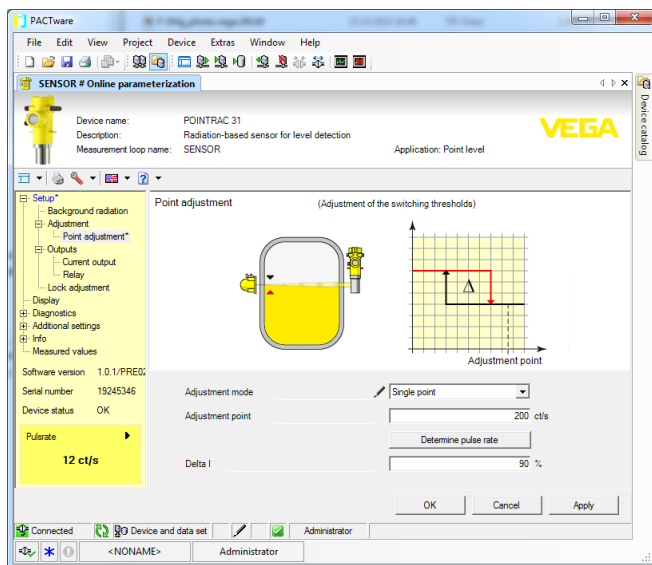 PACTware
File Edit View Project Device Extras Window Help
SENSOR # Online parameterization
Device name: POINTRAC 31
Description: Radiation-based sensor for level detection
Measurement loop name: SENSOR Application: Point level
VEGA
Device catalog
Setup*
Background radiation
Adjustment
Point adjustment*
Outputs
Current output
Relay
Lock adjustment
Display
Diagnostics
Additional settings
Info
Measured values
Software version 1.0.1/PRE02
Serial number 19245346
Device status OK
Pulsrate
12 ct/s
Point adjustment (Adjustment of the switching thresholds)
Δ
Adjustment point
Adjustment mode Single point
Adjustment point 200 ct/s
Determine pulse rate
Delta I 90 %
OK Cancel Apply
Connected Device and data set Administrator
<NONAME> Administrator